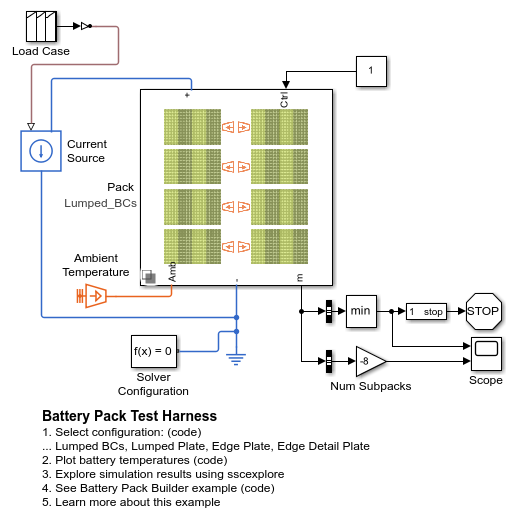 Load Case
1
+
Ctrl
Current
Source
Pack
Lumped_BCs
Ambient
Temperature
Amb
-
m
min
1 stop
STOP
f(x) = 0
-8
Solver
Configuration
Num Subpacks
Scope
Battery Pack Test Harness
1. Select configuration: (code)
... Lumped BCs, Lumped Plate, Edge Plate, Edge Detail Plate
2. Plot battery temperatures (code)
3. Explore simulation results using sscexplore
4. See Battery Pack Builder example (code)
5. Learn more about this example